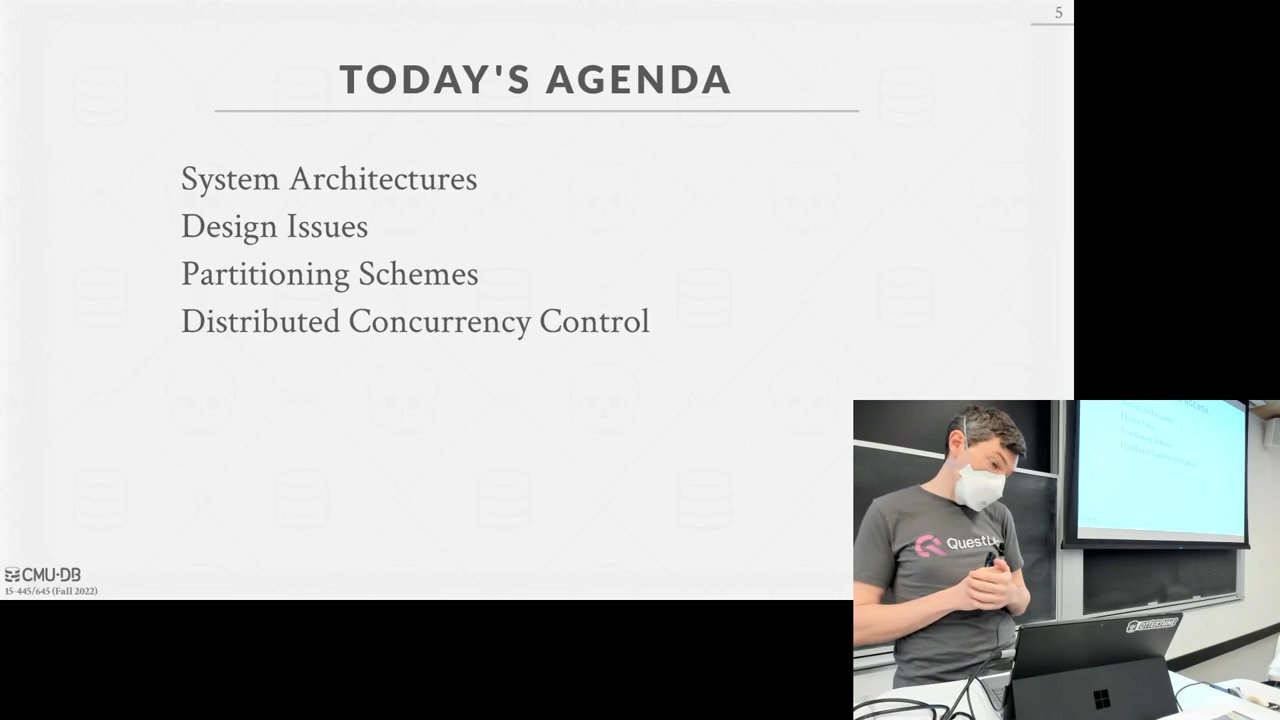 5
TODAY'S AGENDA
System Architectures
Design Issues
Partitioning Schemes
Distributed Concurrency Control
CMU·DB
15-445/645 (Fall 2022)